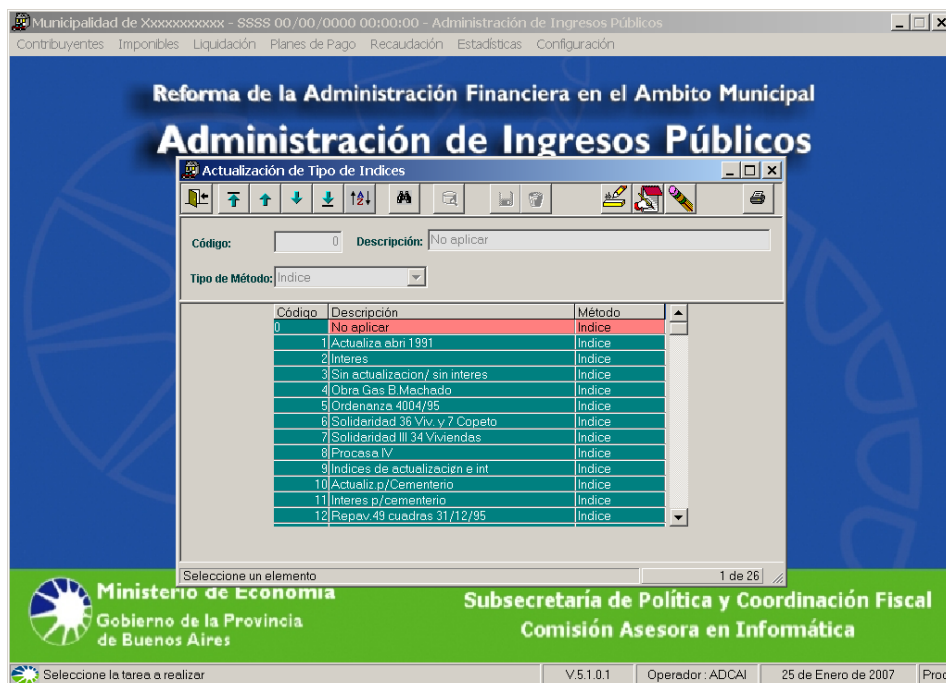 Municipalidad de Xxxxxxxxxxx - SSSS 00/00/0000 00:00:00 - Administración de Ingresos Públicos
Contribuyentes Imponibles Liquidación Planes de Pago Recaudación Estadísticas Configuración
Reforma de la Administración Financiera en el Ambito Municipal
Administración de Ingresos Públicos
Actualización de Tipo de Indices
Código: 0 Descripción: No aplicar
Tipo de Método: Indice
Código Descripción Método
0 No aplicar Indice
1 Actualiza abri 1991 Indice
2 Interes Indice
3 Sin actualizacion/ sin interes Indice
4 Obra Gas B.Machado Indice
5 Ordenanza 4004/95 Indice
6 Solidaridad 36 Viv. y 7 Copeto Indice
7 Solidaridad III 34 Viviendas Indice
8 Procasa IV Indice
9 Indices de actualizaciøn e int Indice
10 Actualiz.p/Cementerio Indice
11 Interes p/cementerio Indice
12 Repav.49 cuadras 31/12/95 Indice
Seleccione un elemento 1 de 26
Ministerio de Economía
Gobierno de la Provincia
de Buenos Aires
Subsecretaría de Política y Coordinación Fiscal
Comisión Asesora en Informática
Seleccione la tarea a realizar V.5.1.0.1 Operador : ADCAI 25 de Enero de 2007